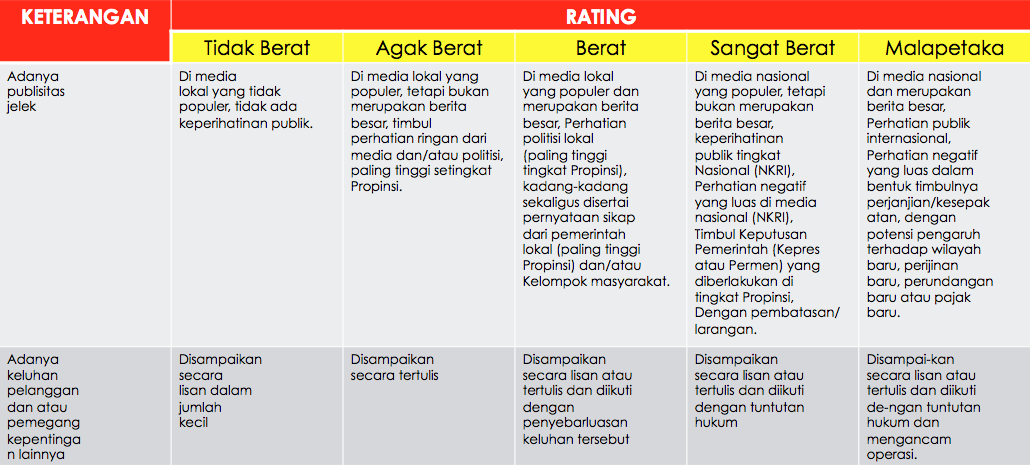 KETERANGAN
RATING
Tidak Berat
Agak Berat
Berat
Sangat Berat
Malapetaka
Adanya
publisitas
jelek
Di media
lokal yang tidak
populer, tidak ada
keperihatinan publik.
Di media lokal yang
populer, tetapi bukan
merupakan berita
besar, timbul
perhatian ringan dari
media dan/atau politisi,
paling tinggi setingkat
Propinsi.
Di media lokal
yang populer dan
merupakan berita
besar, Perhatian
politisi lokal
(paling tinggi
tingkat Propinsi),
kadang-kadang
sekaligus disertai
pernyataan sikap
dari pemerintah
lokal (paling tinggi
Propinsi) dan/atau
Kelompok masyarakat.
Di media nasional
yang populer, tetapi
bukan merupakan
berita besar,
keperihatinan
publik tingkat
Nasional (NKRI),
Perhatian negatif
yang luas di media
nasional (NKRI),
Timbul Keputusan
Pemerintah (Kepres
atau Permen) yang
diberlakukan di
tingkat Propinsi,
Dengan pembatasan/
larangan.
Di media nasional
dan merupakan
berita besar,
Perhatian publik
internasional,
Perhatian negatif
yang luas dalam
bentuk timbulnya
perjanjian/kesepak
atan, dengan
potensi pengaruh
terhadap wilayah
baru, perijinan
baru, perundangan
baru atau pajak
baru.
Adanya
keluhan
pelanggan
dan atau
pemegang
kepentinga
n lainnya
Disampaikan
secara
lisan dalam
jumlah
kecil
Disampaikan
secara tertulis
Disampaikan
secara lisan atau
tertulis dan diikuti
dengan
penyebarluasan
keluhan tersebut
Disampaikan
secara lisan atau
tertulis dan diikuti
dengan tuntutan
hukum
Disampai-kan
secara lisan atau
tertulis dan diikuti
de-ngan tuntutan
hukum dan
mengancam
operasi.